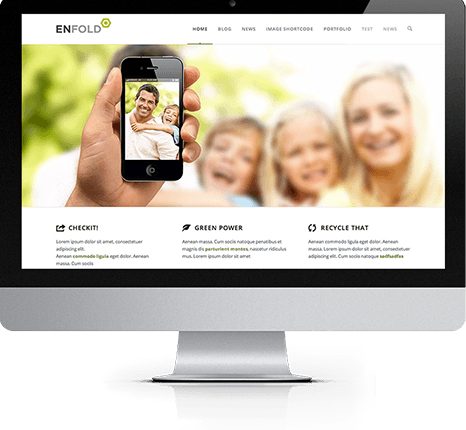 ENFOLD
HOME BLOG NEWS IMAGE SHORTCODE PORTFOLIO TEST NEWS
CHECKIT!
Lorem ipsum dolor sit amet, consectetuer
adipiscing elit.
Aenean commodo ligula eget dolor. Aenean
massa. Cum sociis
GREEN POWER
Aenean massa. Cum sociis natoque penatibus et
magnis dis parturient montes, nascetur ridiculus
mus.
Lorem ipsum dolor sit amet
RECYCLE THAT
Lorem ipsum dolor sit amet, consectetuer
adipiscing elit. Aenean commodo ligula eget
dolor. Aenean massa.
Cum sociis natoque sedfsadfsa